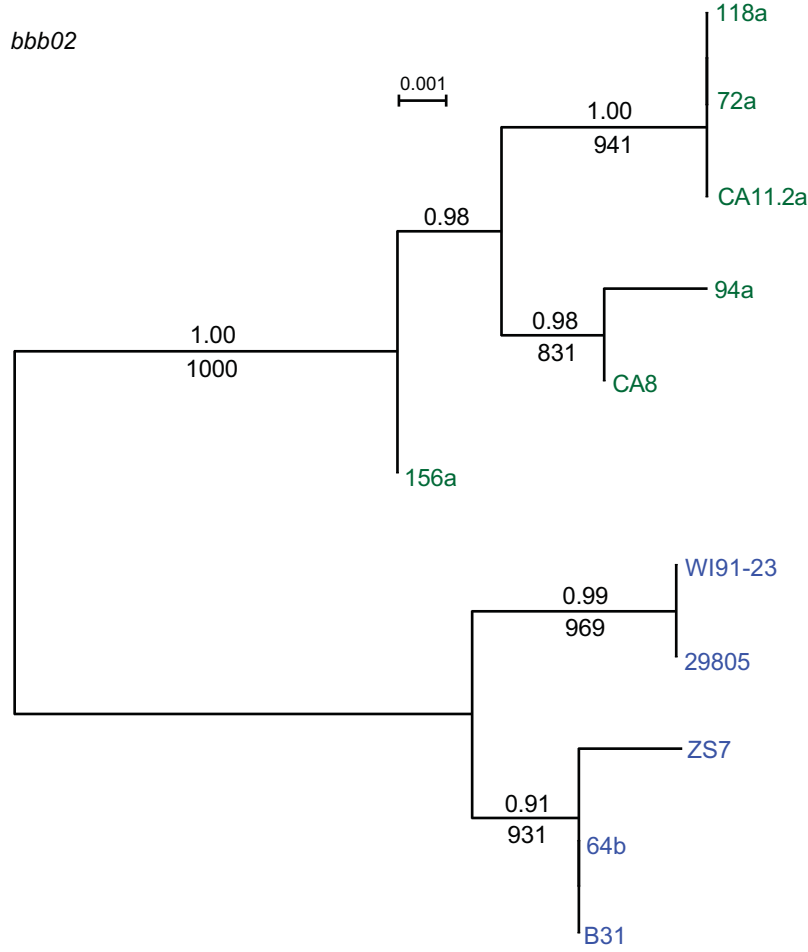 118a
bbb02
0.001
72a
1.00
941
CA11.2a
0.98
94a
0.98
831
1.00
1000
CA8
156a
WI91-23
0.99
969
29805
ZS7
0.91
931
64b
B31